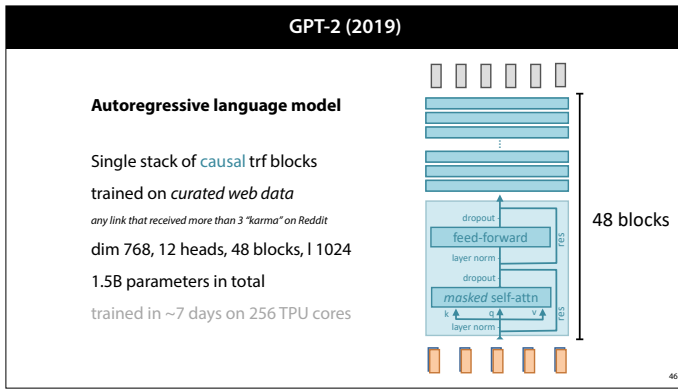 GPT-2 (2019)
Autoregressive language model
Single stack of causal trf blocks
trained on curated web data
any link that received more than 3 "karma" on Reddit
dim 768, 12 heads, 48 blocks, l 1024
1.5B parameters in total
trained in ~7 days on 256 TPU cores
dropout
feed-forward
layer norm
res
dropout
masked self-attn
k q v
layer norm
res
48 blocks
46